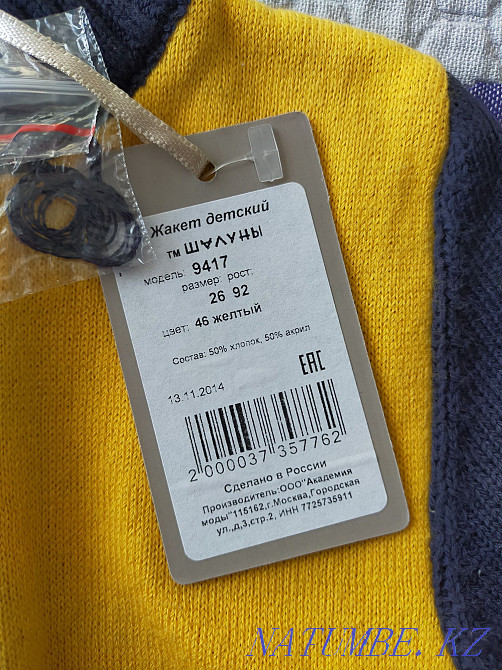 Жакет детский
тм ШАЛУНЫ
модель: 9417
размер: рост:
26 92
цвет: 46 желтый
Состав: 50% хлопок, 50% акрил
EAC
13.11.2014
2 000037 357762
Сделано в России
Производитель:ООО"Академия
моды"115162,г.Москва,Городская
ул.,д,3,стр.2, ИНН 7725735911
NATUMBE.KZ